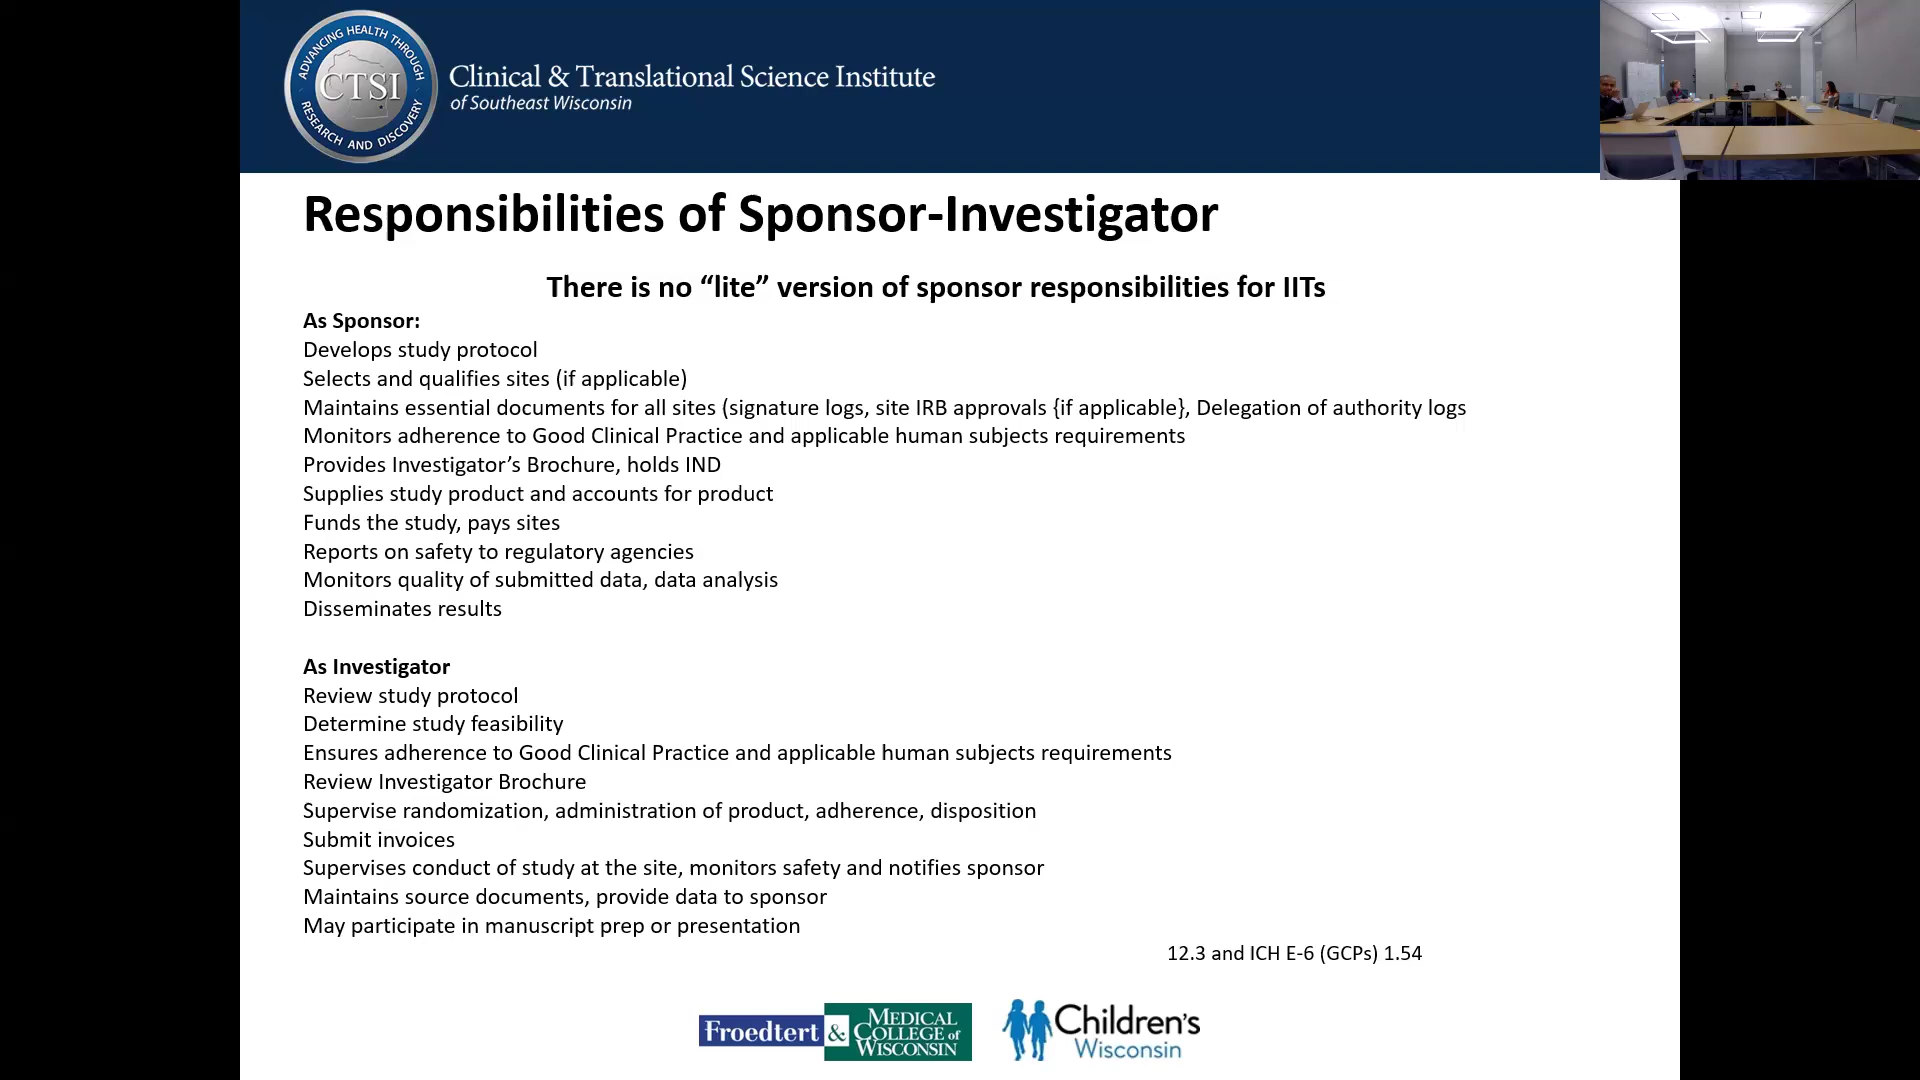 ADVANCING HEALTH THROUGH
CTSI
RESEARCH AND DISCOVERY
Clinical & Translational Science Institute
of Southeast Wisconsin
Responsibilities of Sponsor-Investigator
There is no “lite” version of sponsor responsibilities for IITs
As Sponsor:
Develops study protocol
Selects and qualifies sites (if applicable)
Maintains essential documents for all sites (signature logs, site IRB approvals {if applicable}, Delegation of authority logs
Monitors adherence to Good Clinical Practice and applicable human subjects requirements
Provides Investigator’s Brochure, holds IND
Supplies study product and accounts for product
Funds the study, pays sites
Reports on safety to regulatory agencies
Monitors quality of submitted data, data analysis
Disseminates results
As Investigator
Review study protocol
Determine study feasibility
Ensures adherence to Good Clinical Practice and applicable human subjects requirements
Review Investigator Brochure
Supervise randomization, administration of product, adherence, disposition
Submit invoices
Supervises conduct of study at the site, monitors safety and notifies sponsor
Maintains source documents, provide data to sponsor
May participate in manuscript prep or presentation
12.3 and ICH E-6 (GCPs) 1.54
Froedtert & MEDICAL
COLLEGE of
WISCONSIN
Children's
Wisconsin